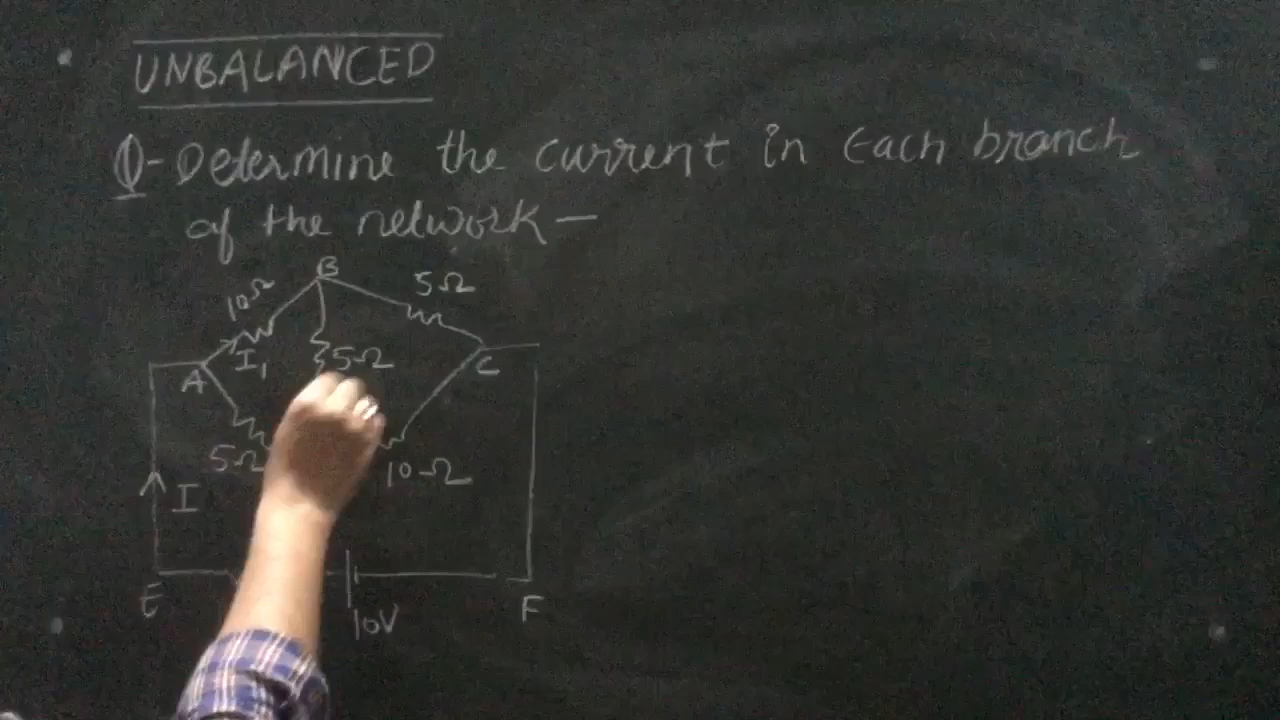 UNBALANCED
Q- Determine the current in Each branch
of the network —
B
10Ω
5Ω
I₁
5Ω
A
C
5Ω
10Ω
I
E
10V
F